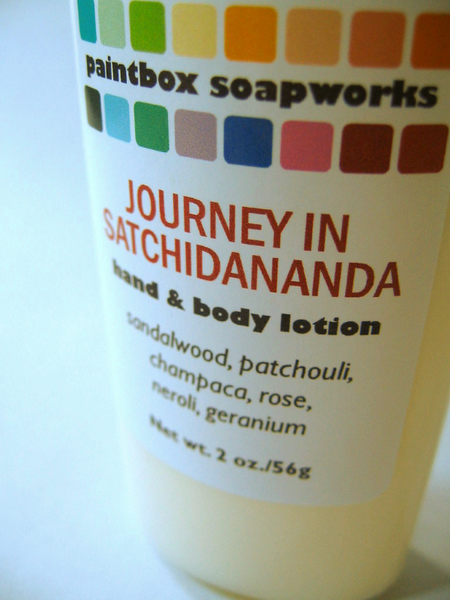 paintbox soapworks
JOURNEY IN
SATCHIDANANDA
hand & body lotion
sandalwood, patchouli,
champaca, rose,
neroli, geranium
Net wt. 2 oz./56g